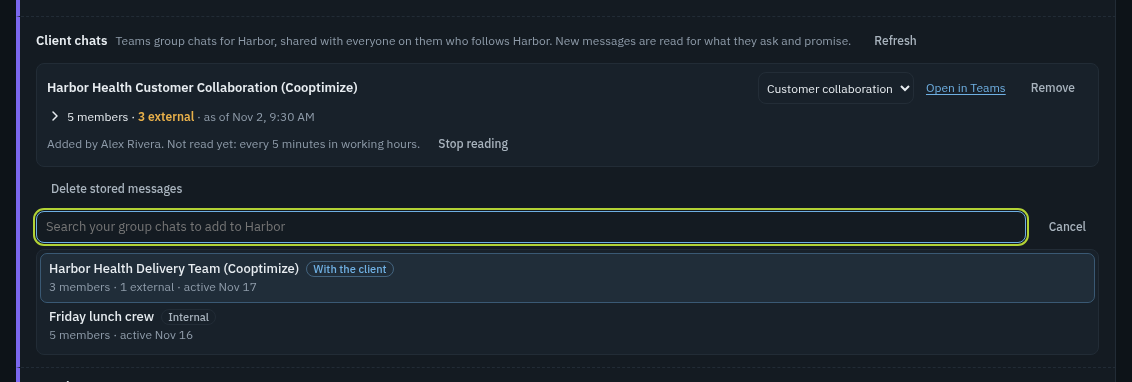 Client chats Teams group chats for Harbor, shared with everyone on them who follows Harbor. New messages are read for what they ask and promise. Refresh
Harbor Health Customer Collaboration (Cooptimize) Customer collaboration Open in Teams Remove
5 members · 3 external · as of Nov 2, 9:30 AM
Added by Alex Rivera. Not read yet: every 5 minutes in working hours. Stop reading
Delete stored messages
Search your group chats to add to Harbor Cancel
Harbor Health Delivery Team (Cooptimize) With the client
3 members · 1 external · active Nov 17
Friday lunch crew Internal
5 members · active Nov 16